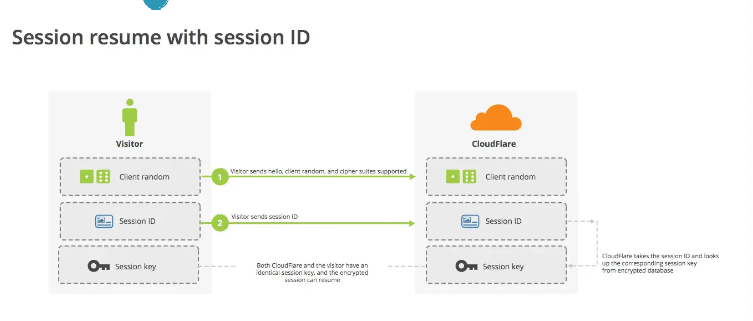 Session resume with session ID
Visitor
CloudFlare
Client random
1
Visitor sends hello, client random, and cipher suites supported
Client random
Session ID
2
Visitor sends session ID
Session ID
Session key
Both CloudFlare and the visitor have an
identical session key, and the encrypted
session can resume
Session key
CloudFlare takes the session ID and looks
up the corresponding session key
from encrypted database